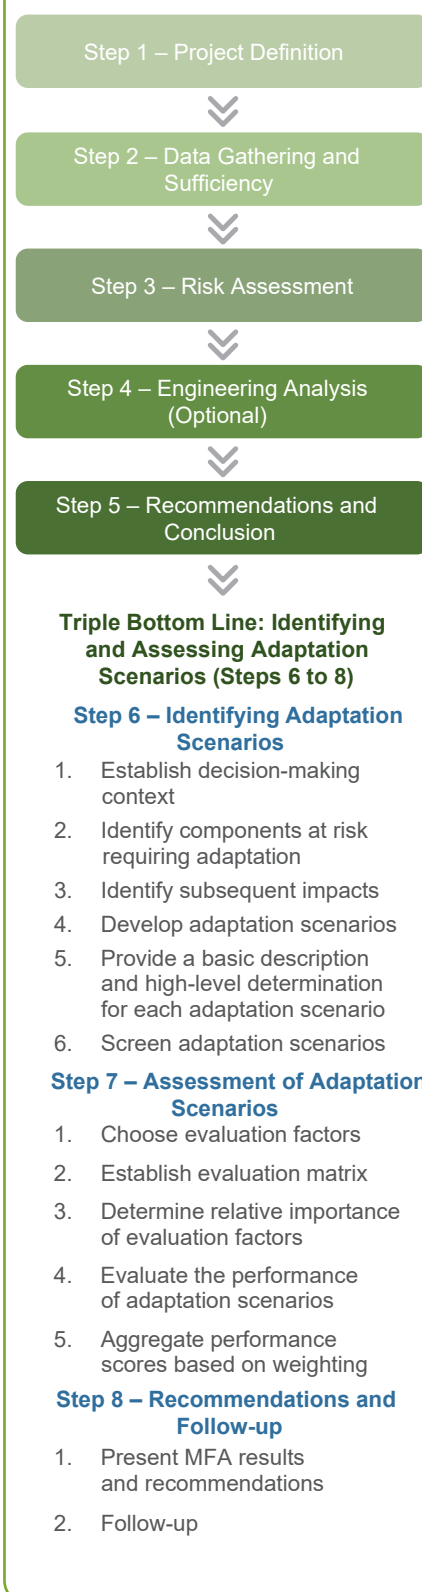 Step 1 – Project Definition
Step 2 – Data Gathering and
Sufficiency
Step 3 – Risk Assessment
Step 4 – Engineering Analysis
(Optional)
Step 5 – Recommendations and
Conclusion
Triple Bottom Line: Identifying
and Assessing Adaptation
Scenarios (Steps 6 to 8)
Step 6 – Identifying Adaptation
Scenarios
1. Establish decision-making
context
2. Identify components at risk
requiring adaptation
3. Identify subsequent impacts
4. Develop adaptation scenarios
5. Provide a basic description
and high-level determination
for each adaptation scenario
6. Screen adaptation scenarios
Step 7 – Assessment of Adaptation
Scenarios
1. Choose evaluation factors
2. Establish evaluation matrix
3. Determine relative importance
of evaluation factors
4. Evaluate the performance
of adaptation scenarios
5. Aggregate performance
scores based on weighting
Step 8 – Recommendations and
Follow-up
1. Present MFA results
and recommendations
2. Follow-up